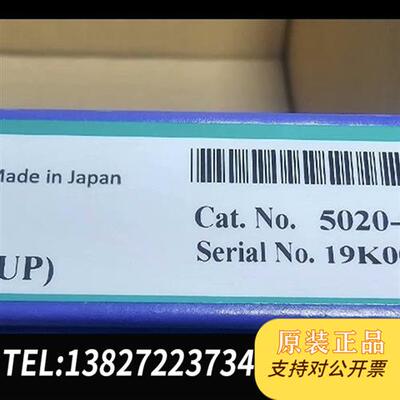 Made in Japan
Cat. No. 5020-
Serial No. 19K0
UP)
TEL:13827223734
原装正品
支持对公开票